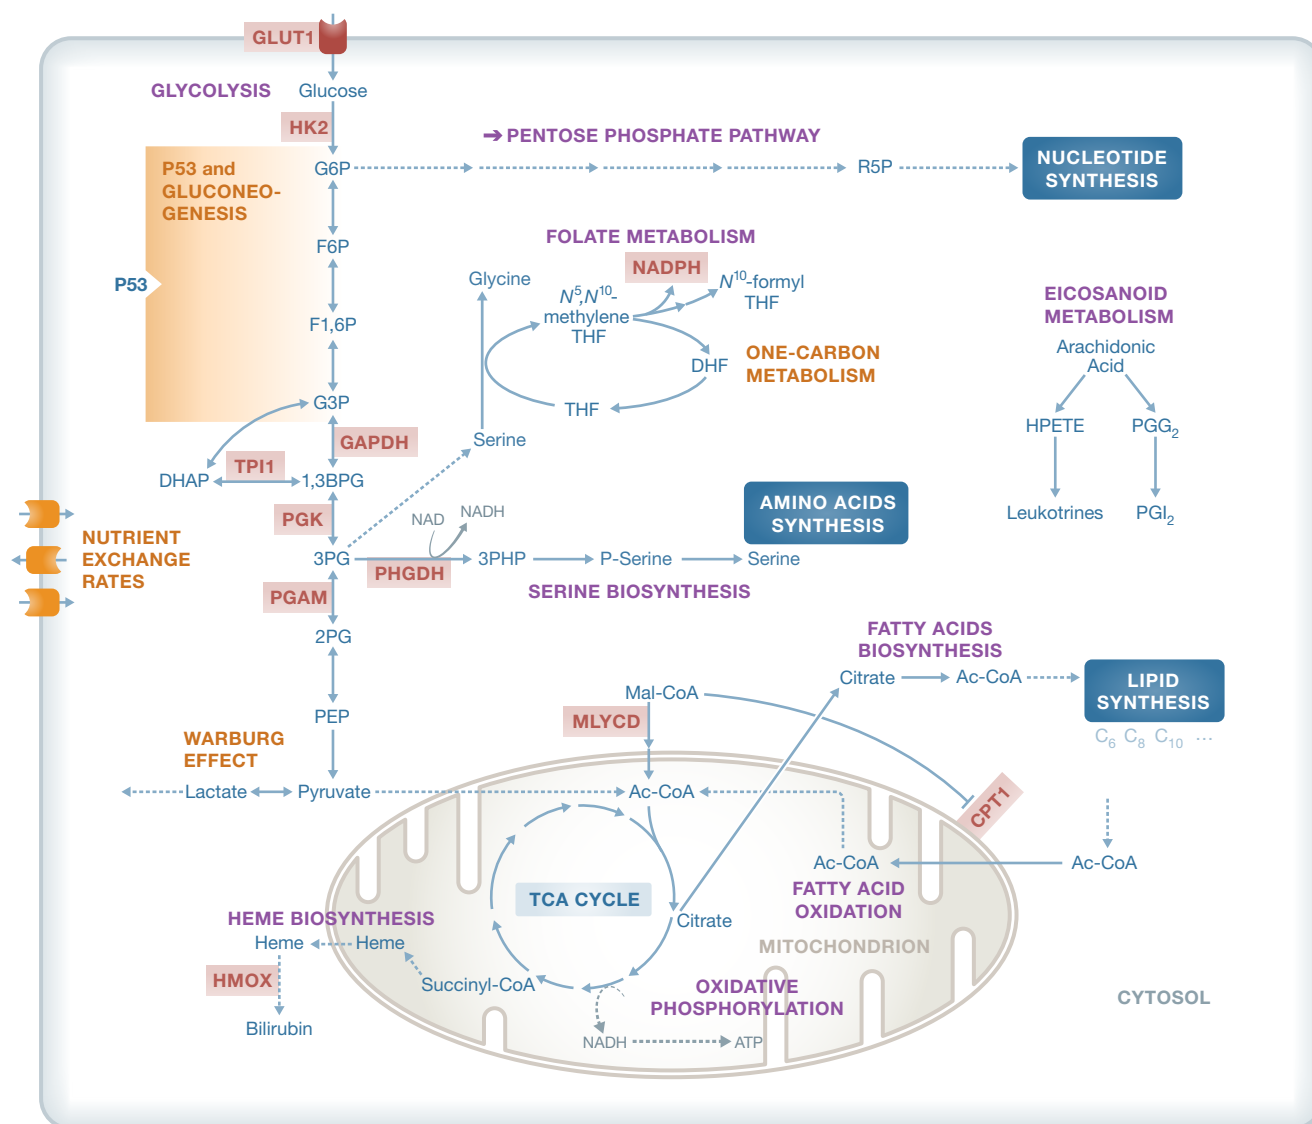 GLUT1
GLYCOLYSIS
Glucose
HK2
➔ PENTOSE PHOSPHATE PATHWAY
P53 and
GLUCONEO-
GENESIS
G6P
R5P
NUCLEOTIDE
SYNTHESIS
F6P
P53
F1,6P
G3P
FOLATE METABOLISM
Glycine
NADPH
N5,N10-
methylene
THF
N10-formyl
THF
DHF
ONE-CARBON
METABOLISM
THF
Serine
EICOSANOID
METABOLISM
Arachidonic
Acid
HPETE
PGG2
Leukotrines
PGI2
GAPDH
DHAP
TPI1
1,3BPG
PGK
NAD
NADH
AMINO ACIDS
SYNTHESIS
NUTRIENT
EXCHANGE
RATES
3PG
PHGDH
3PHP
P-Serine
Serine
SERINE BIOSYNTHESIS
PGAM
2PG
PEP
FATTY ACIDS
BIOSYNTHESIS
Citrate
Ac-CoA
LIPID
SYNTHESIS
C6 C8 C10 ...
Mal-CoA
MLYCD
WARBURG
EFFECT
Lactate
Pyruvate
Ac-CoA
CPT1
Ac-CoA
Ac-CoA
FATTY ACID
OXIDATION
TCA CYCLE
Citrate
HEME BIOSYNTHESIS
Heme
Heme
MITOCHONDRION
HMOX
Succinyl-CoA
OXIDATIVE
PHOSPHORYLATION
CYTOSOL
Bilirubin
NADH
ATP